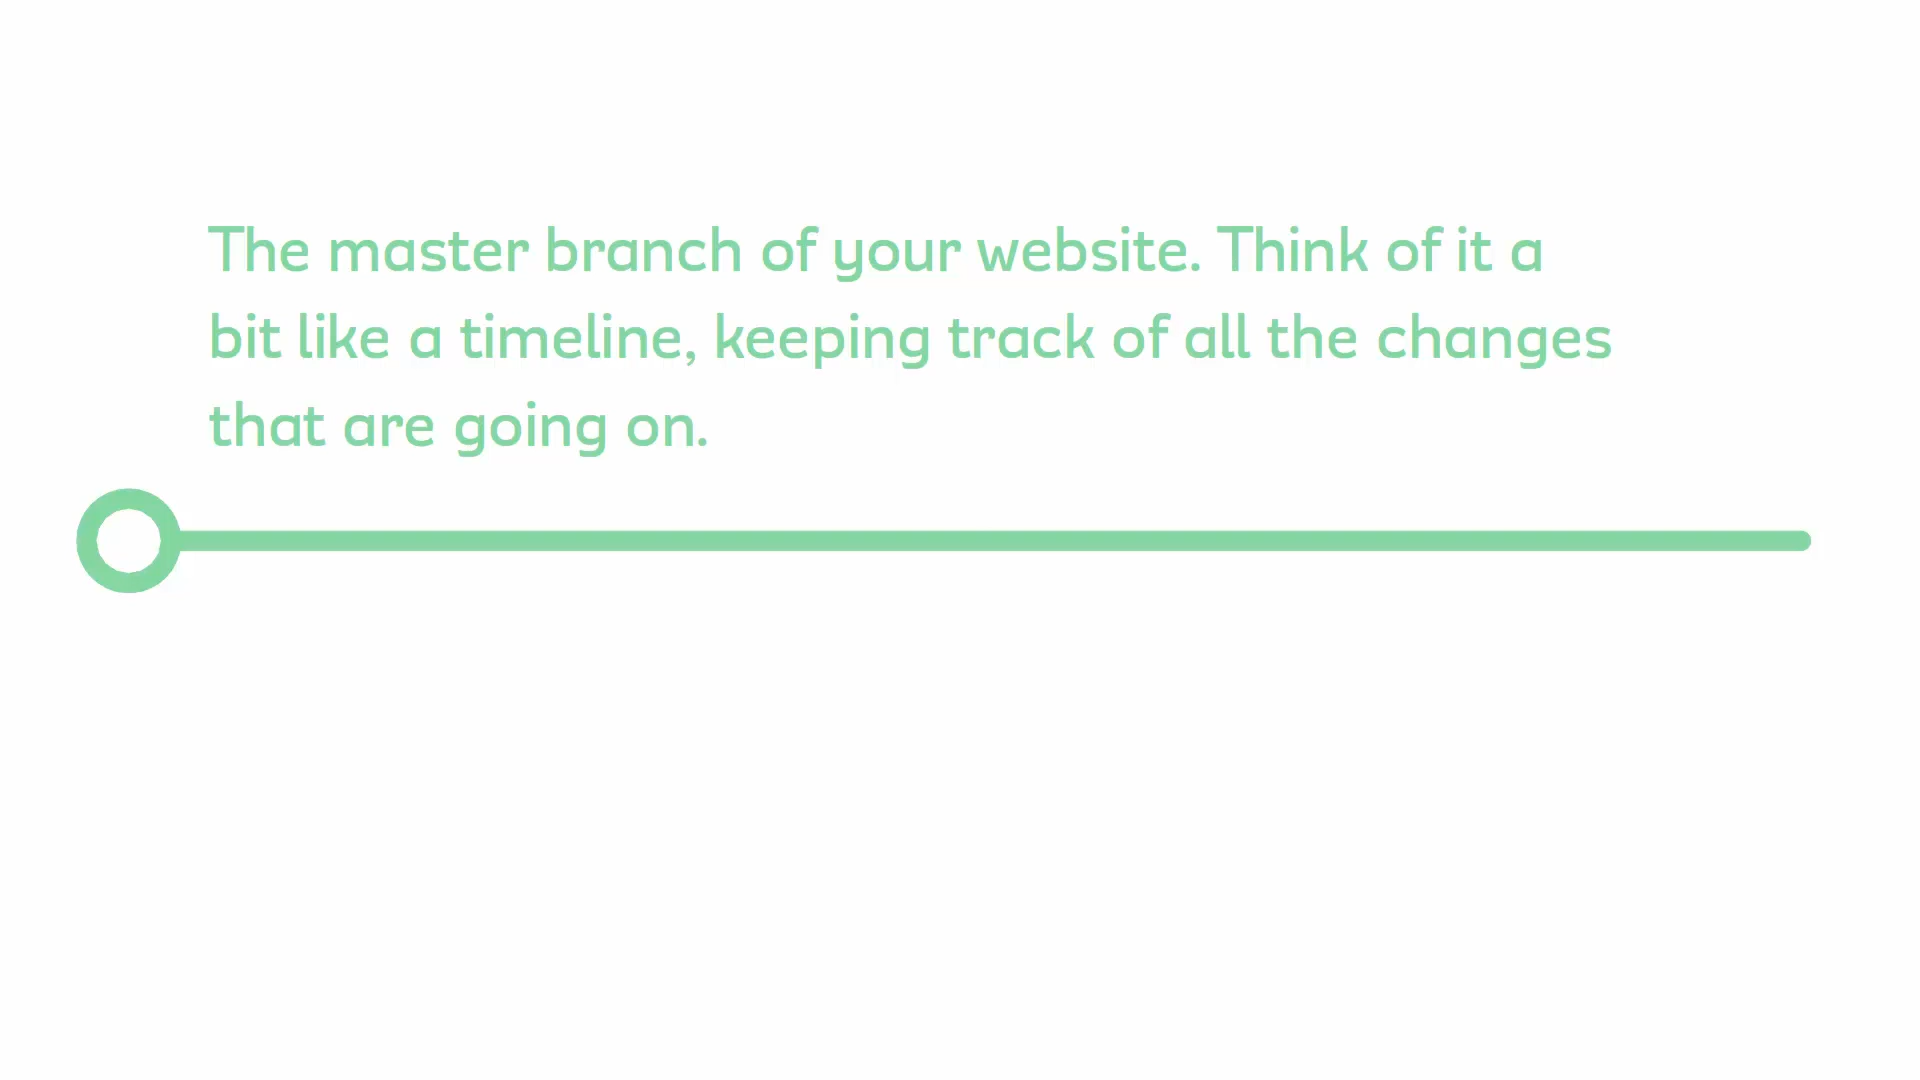 The master branch of your website. Think of it a
bit like a timeline, keeping track of all the changes
that are going on.